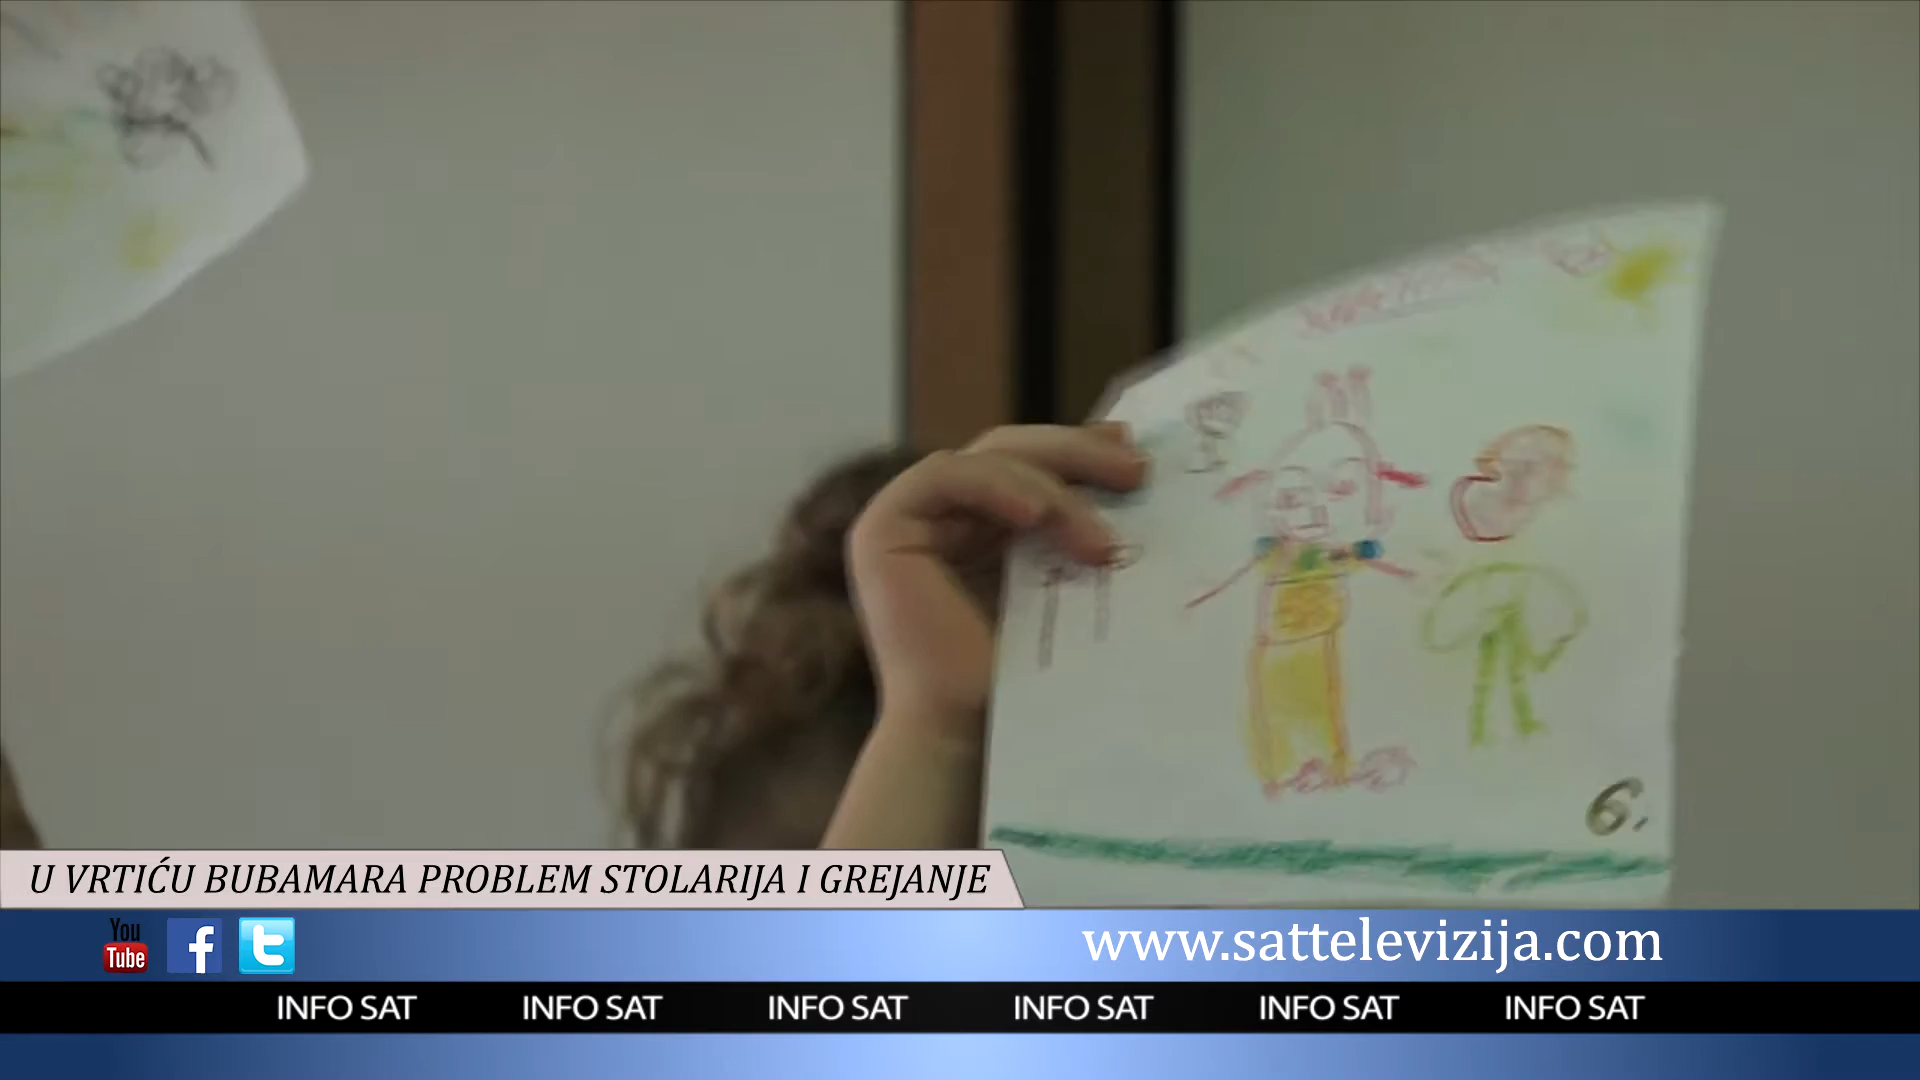 6.
U VRTIĆU BUBAMARA PROBLEM STOLARIJA I GREJANJE
You
Tube
f
t
www.sattelevizija.com
INFO SAT INFO SAT INFO SAT INFO SAT INFO SAT INFO SAT